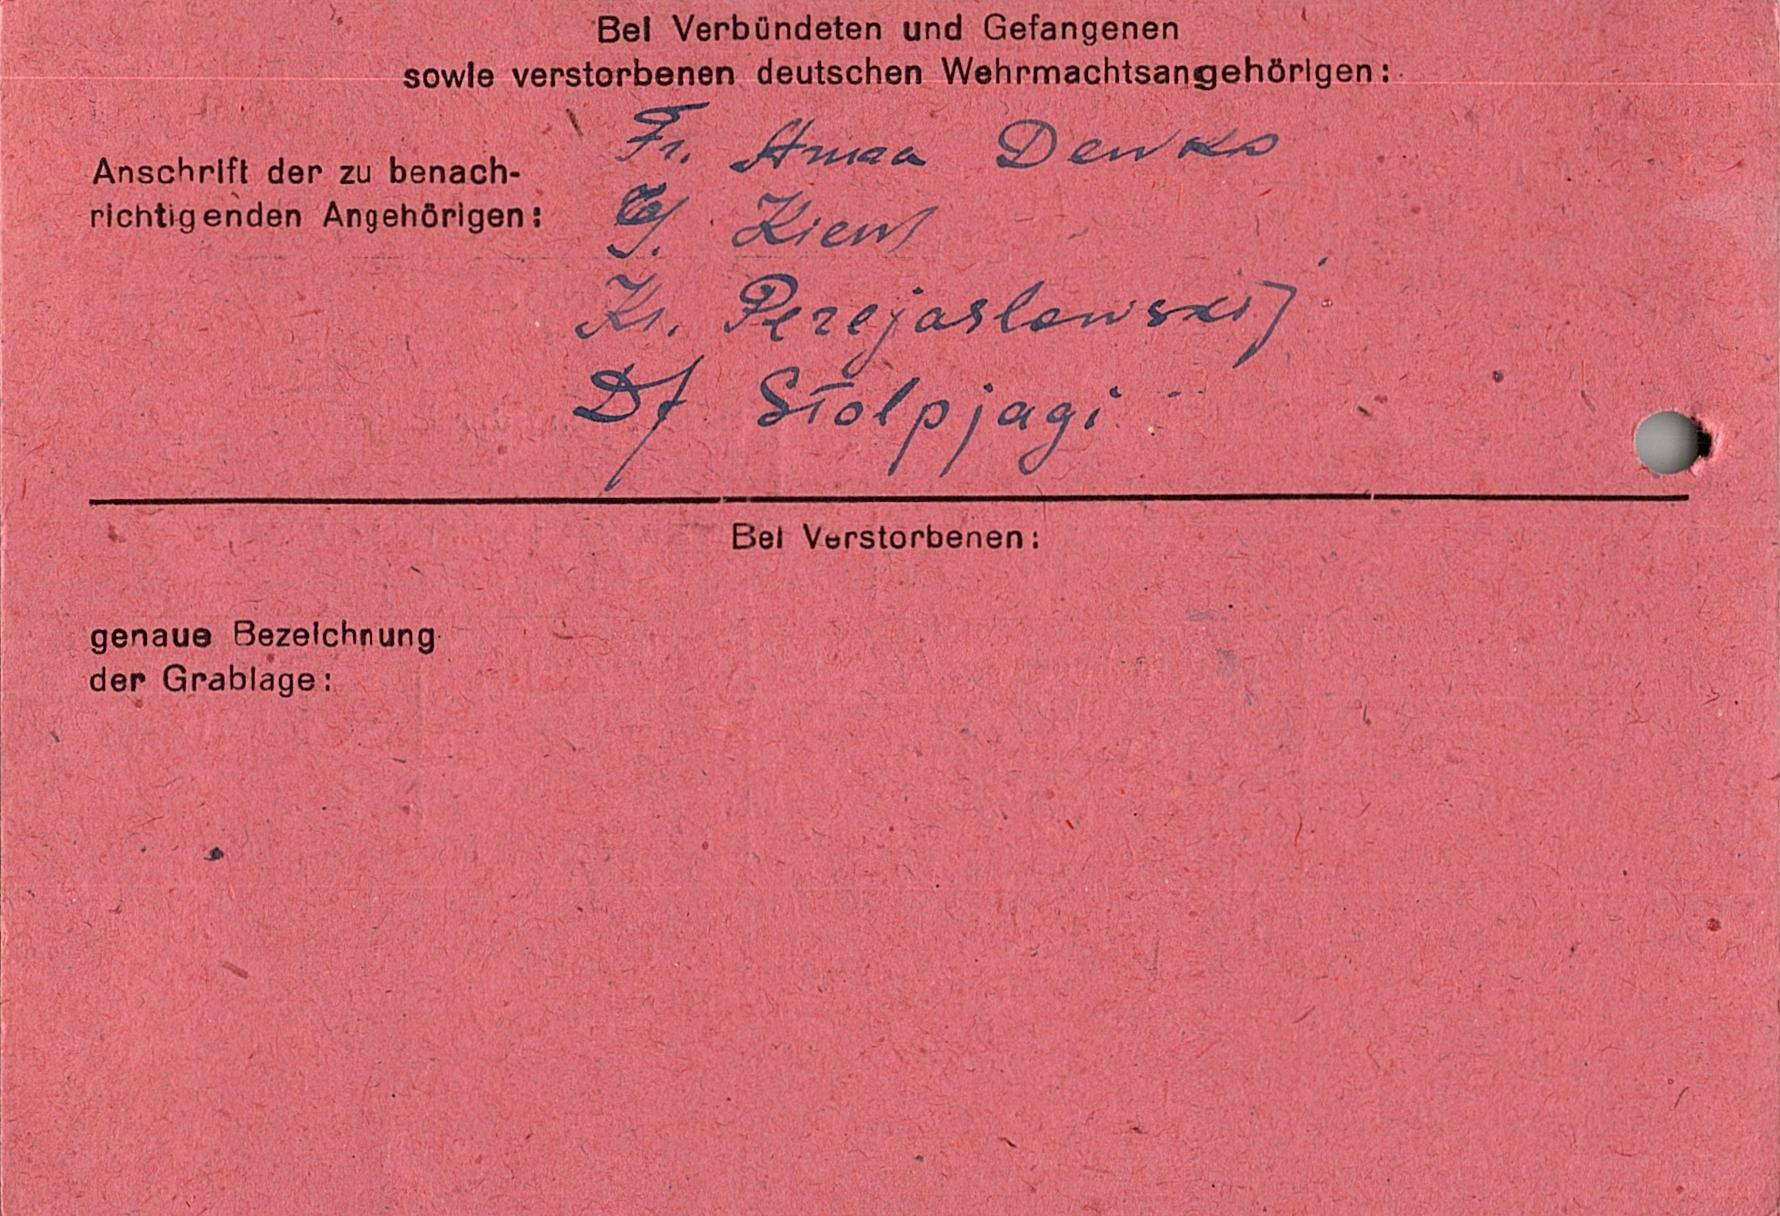 Bei Verbündeten und Gefangenen
sowie verstorbenen deutschen Wehrmachtsangehörigen:
Anschrift der zu benach-
richtigenden Angehörigen:
Fr. Anna Denko
G. Kiew
Kr. Perejaslawskij
Df Stolpjagi
Bei Verstorbenen:
genaue Bezeichnung
der Grablage: